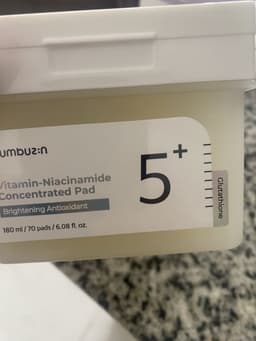 umbuz:n
Vitamin-Niacinamide
Concentrated Pad
Brightening Antioxidant
180 ml / 70 pads / 6.08 fl. oz.
5+
Glutathione